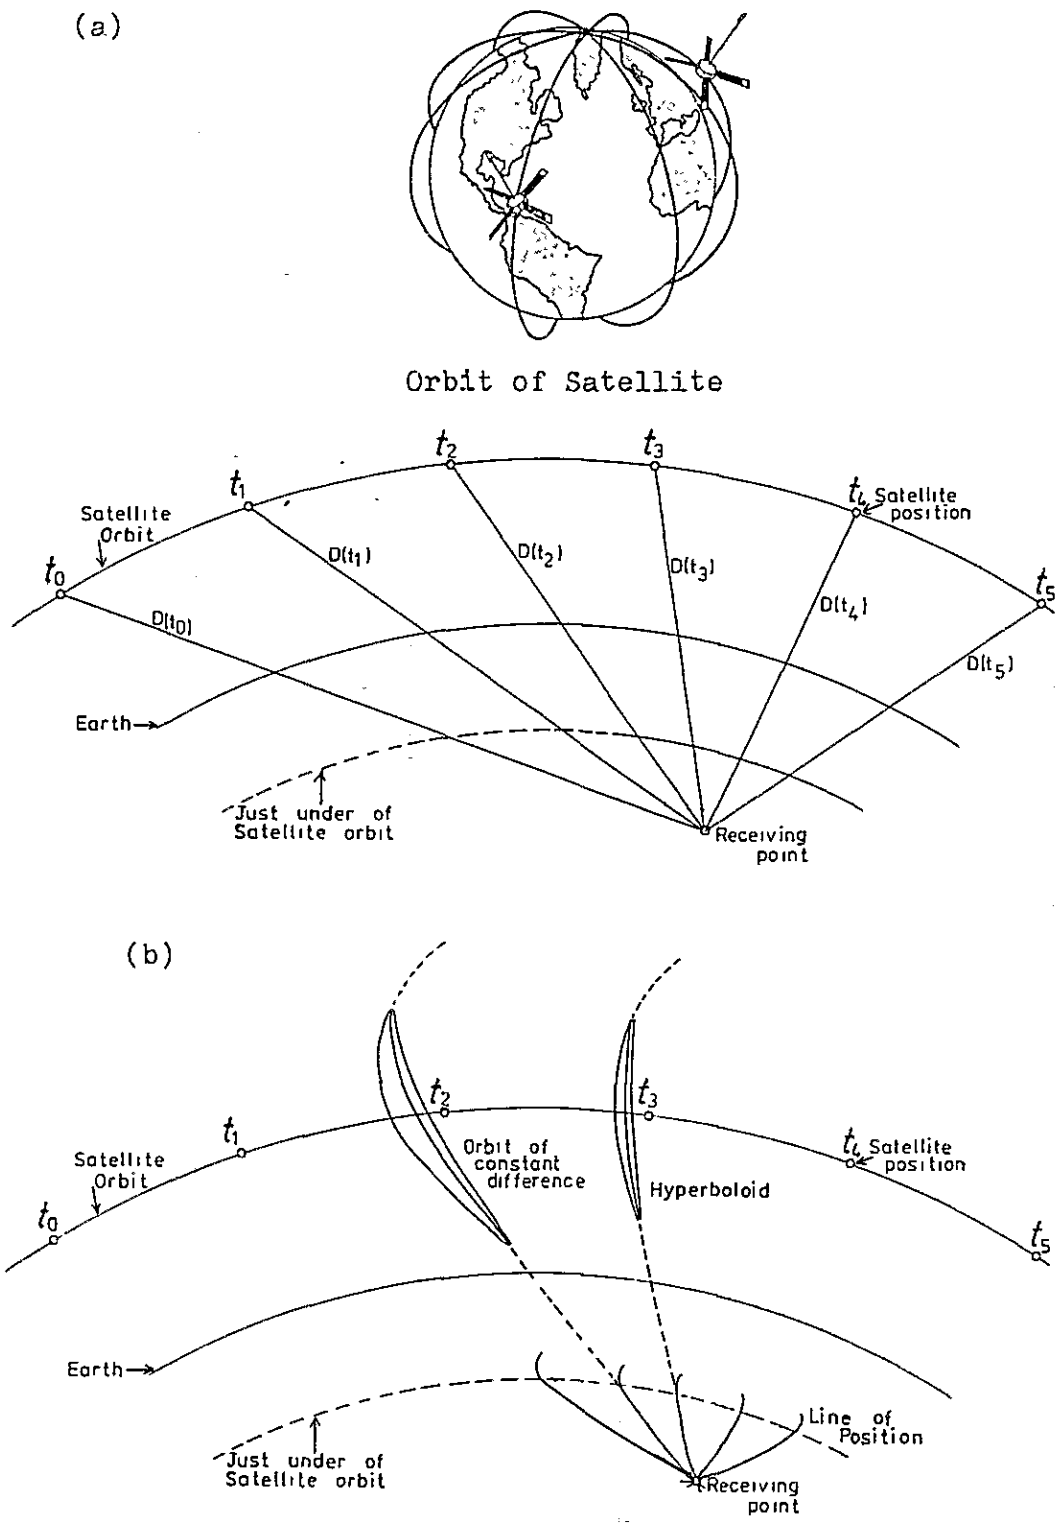 (a)
Orbit of Satellite
t0
t1
t2
t3
t4
t5
Satellite
Orbit
Satellite
position
D(t0)
D(t1)
D(t2)
D(t3)
D(t4)
D(t5)
Earth
Just under of
Satellite orbit
Receiving
point
(b)
t0
t1
t2
t3
t4
t5
Satellite
Orbit
Satellite
position
Orbit of
constant
difference
Hyperboloid
Earth
Line of
Position
Just under of
Satellite orbit
Receiving
point